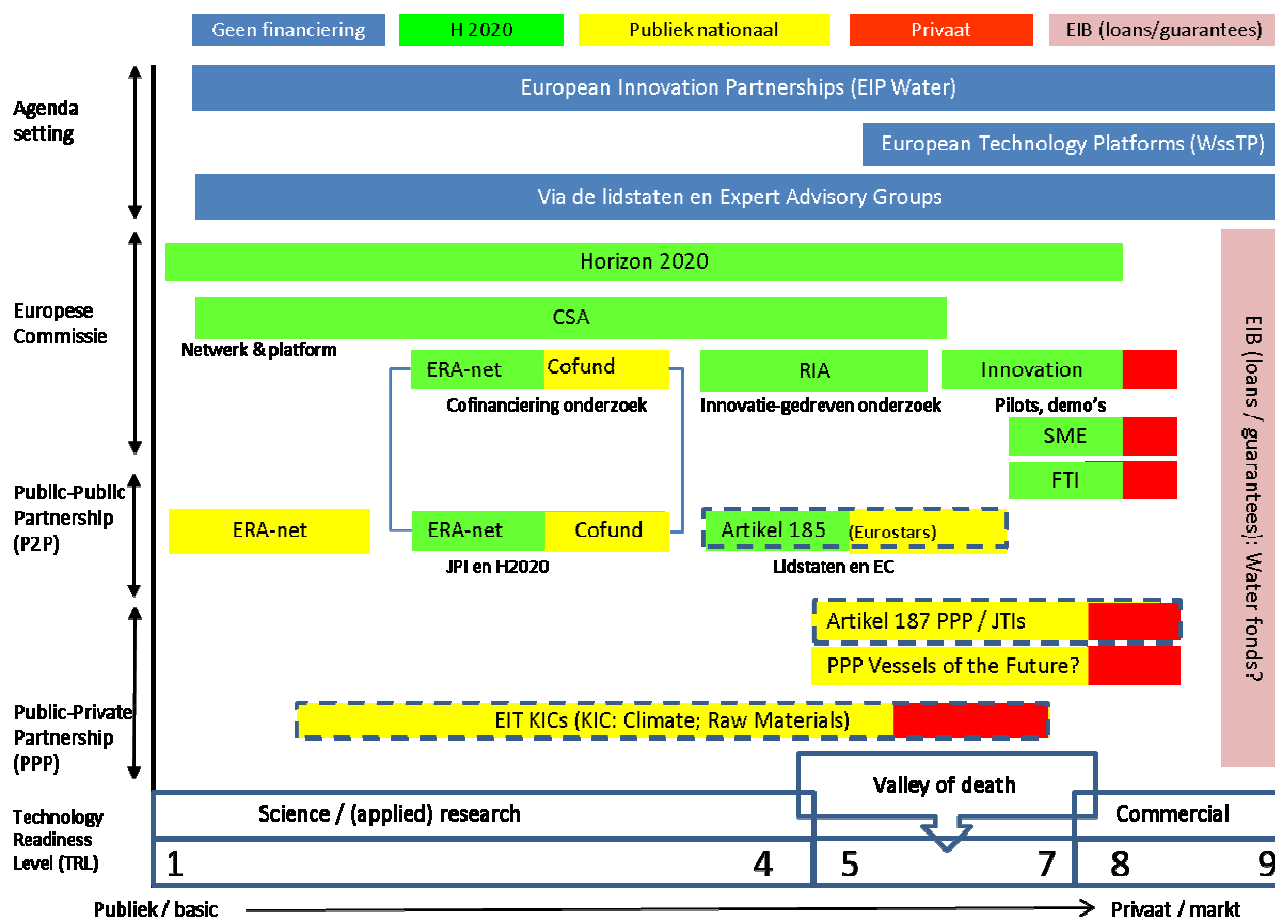 Geen financiering
H 2020
Publiek nationaal
Privaat
EIB (loans/guarantees)
Agenda
setting
European Innovation Partnerships (EIP Water)
European Technology Platforms (WssTP)
Via de lidstaten en Expert Advisory Groups
Europese
Commissie
Horizon 2020
CSA
Netwerk & platform
ERA-net
Cofund
RIA
Innovation
Cofinanciering onderzoek
Innovatie-gedreven onderzoek
Pilots, demo's
SME
FTI
Public-Public
Partnership
(P2P)
ERA-net
ERA-net
Cofund
Artikel 185
(Eurostars)
JPI en H2020
Lidstaten en EC
Artikel 187 PPP / JTIs
PPP Vessels of the Future?
Public-Private
Partnership
(PPP)
EIT KICs (KIC: Climate; Raw Materials)
EIB (loans / guarantees): Water fonds?
Technology
Readiness
Level (TRL)
Science / (applied) research
Valley of death
Commercial
1
4
5
7
8
9
Publiek / basic
Privaat / markt